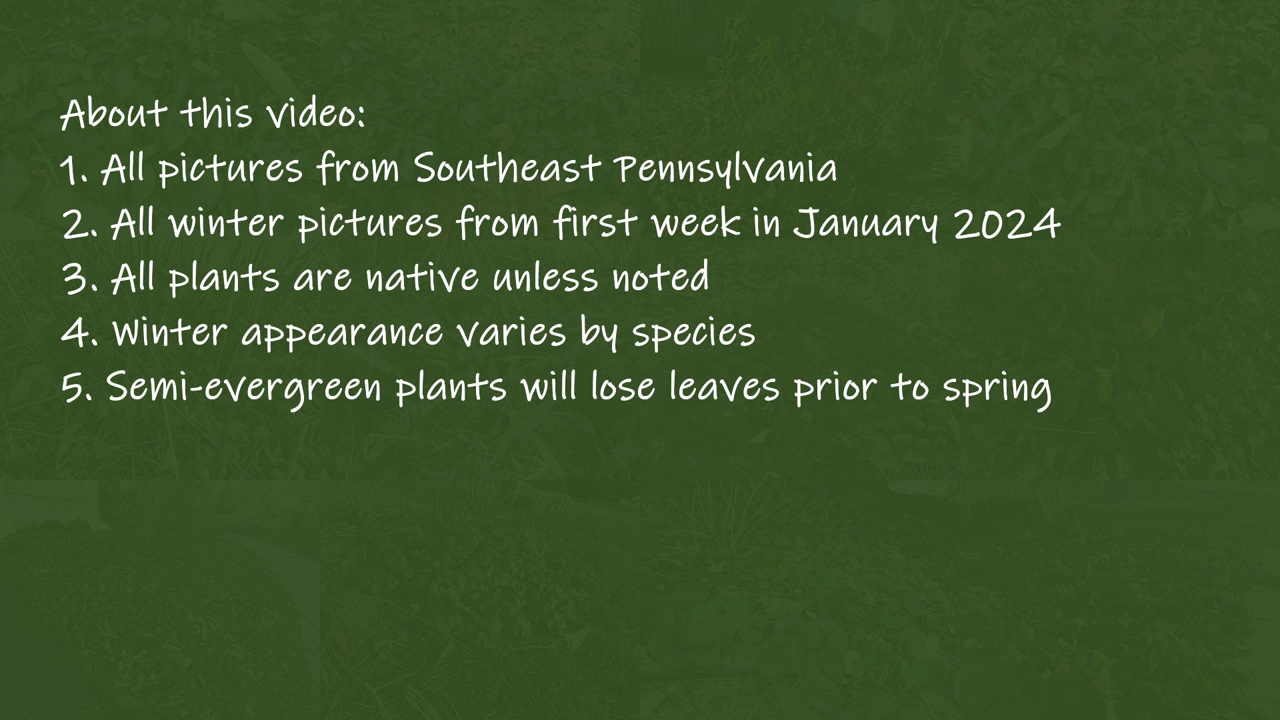 About this video:
1. All pictures from Southeast Pennsylvania
2. All winter pictures from first week in January 2024
3. All plants are native unless noted
4. Winter appearance varies by species
5. Semi-evergreen plants will lose leaves prior to spring